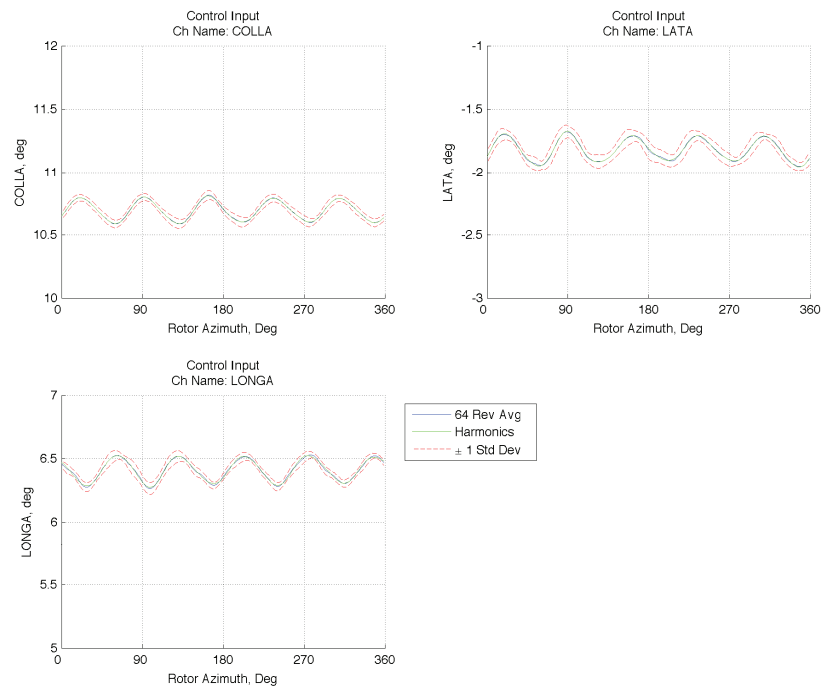 Control Input
Ch Name: COLLA
12
11.5
11
10.5
10
COLLA, deg
0 90 180 270 360
Rotor Azimuth, Deg
Control Input
Ch Name: LATA
-1
-1.5
-2
-2.5
-3
LATA, deg
0 90 180 270 360
Rotor Azimuth, Deg
Control Input
Ch Name: LONGA
7
6.5
6
5.5
5
LONGA, deg
0 90 180 270 360
Rotor Azimuth, Deg
64 Rev Avg
Harmonics
± 1 Std Dev